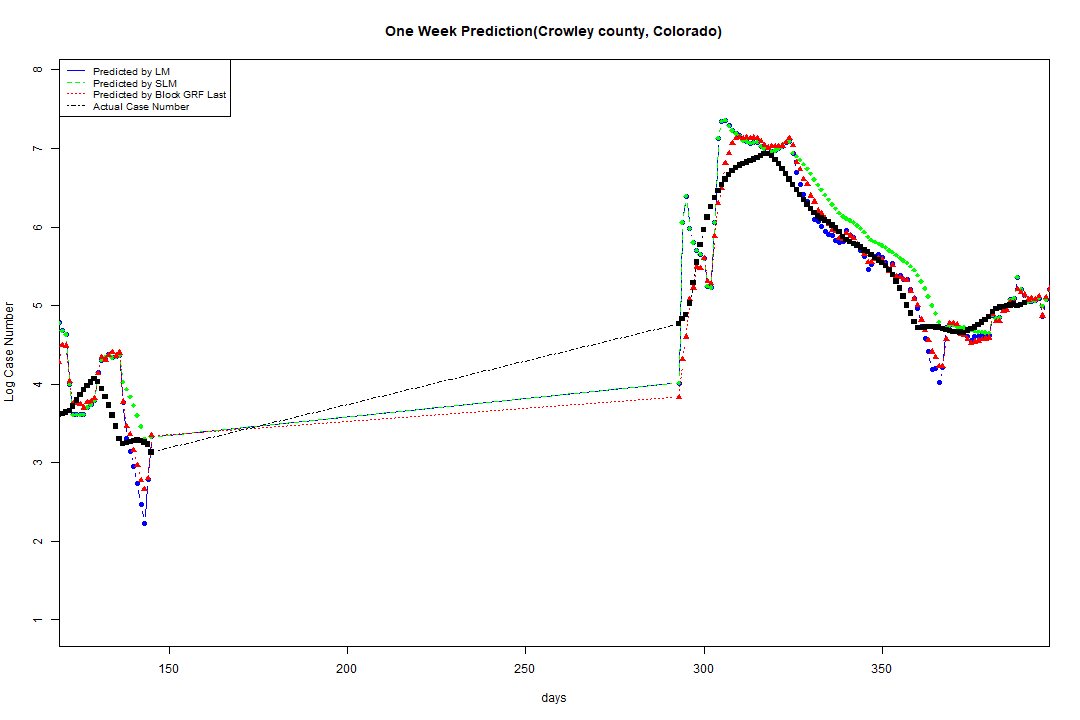 One Week Prediction(Crowley county, Colorado)
Predicted by LM
Predicted by SLM
Predicted by Block GRF Last
Actual Case Number
Log Case Number
8
7
6
5
4
3
2
1
150 200 250 300 350
days